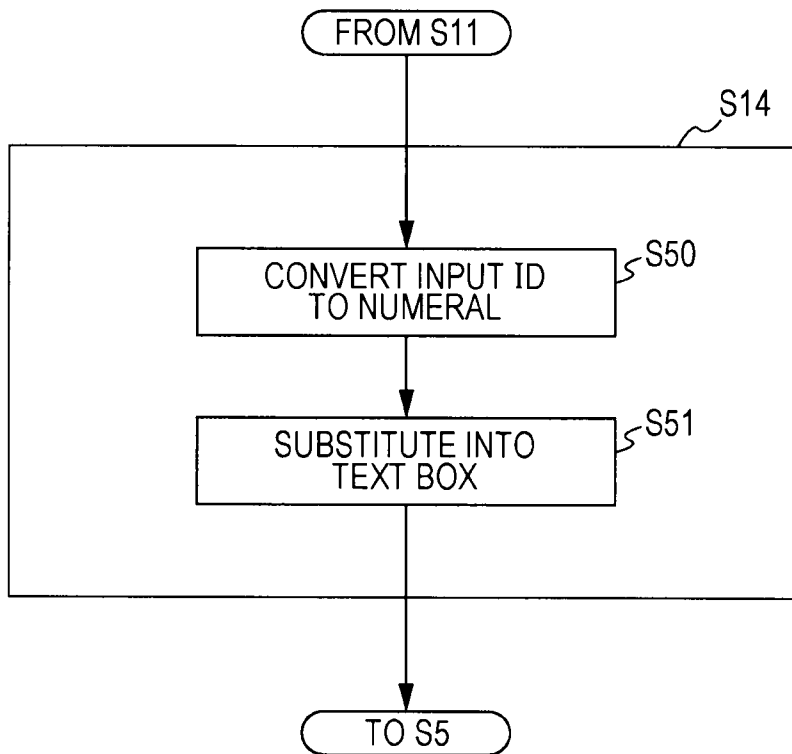 FROM S11
S14
CONVERT INPUT ID
TO NUMERAL
S50
SUBSTITUTE INTO
TEXT BOX
S51
TO S5